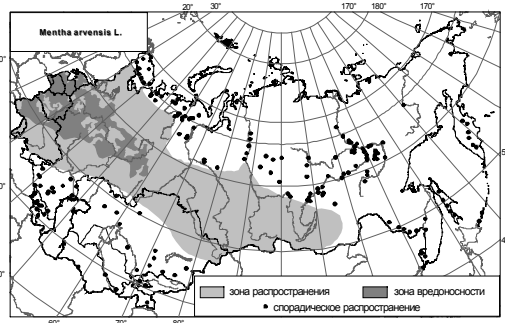 Mentha arvensis L.
20° 30° 170° 180° 170°
зона распространения
зона вредоносности
спорадическое распространение